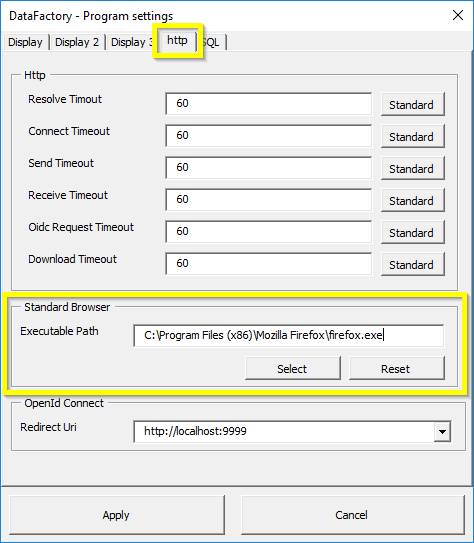 DataFactory - Program settings
Display Display 2 Display 3 http SQL
Http
Resolve Timout 60 Standard
Connect Timeout 60 Standard
Send Timeout 60 Standard
Receive Timeout 60 Standard
Oidc Request Timeout 60 Standard
Download Timeout 60 Standard
Standard Browser
Executable Path C:\Program Files (x86)\Mozilla Firefox\firefox.exe
Select Reset
OpenId Connect
Redirect Uri http://localhost:9999
Apply Cancel